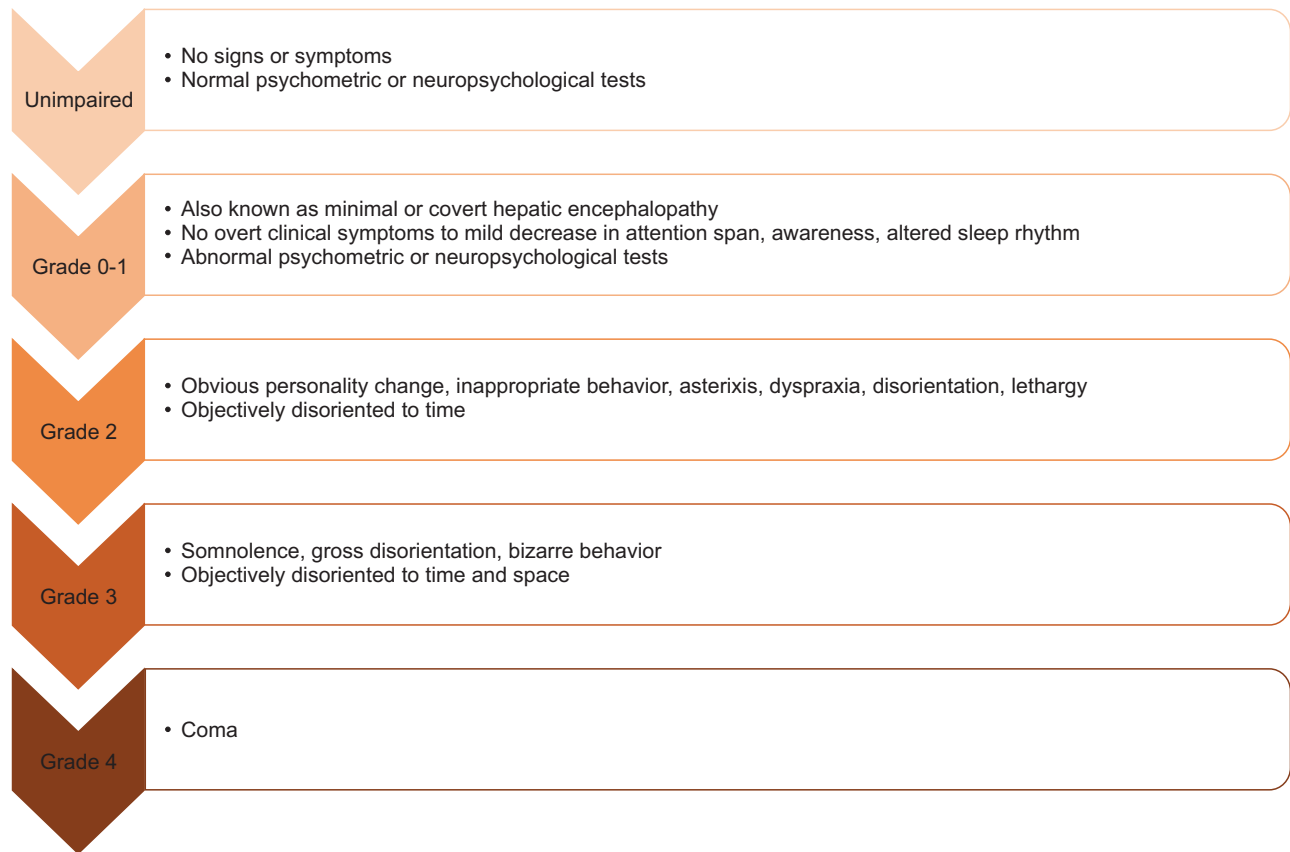 Unimpaired
• No signs or symptoms
• Normal psychometric or neuropsychological tests
Grade 0-1
• Also known as minimal or covert hepatic encephalopathy
• No overt clinical symptoms to mild decrease in attention span, awareness, altered sleep rhythm
• Abnormal psychometric or neuropsychological tests
Grade 2
• Obvious personality change, inappropriate behavior, asterixis, dyspraxia, disorientation, lethargy
• Objectively disoriented to time
Grade 3
• Somnolence, gross disorientation, bizarre behavior
• Objectively disoriented to time and space
Grade 4
• Coma